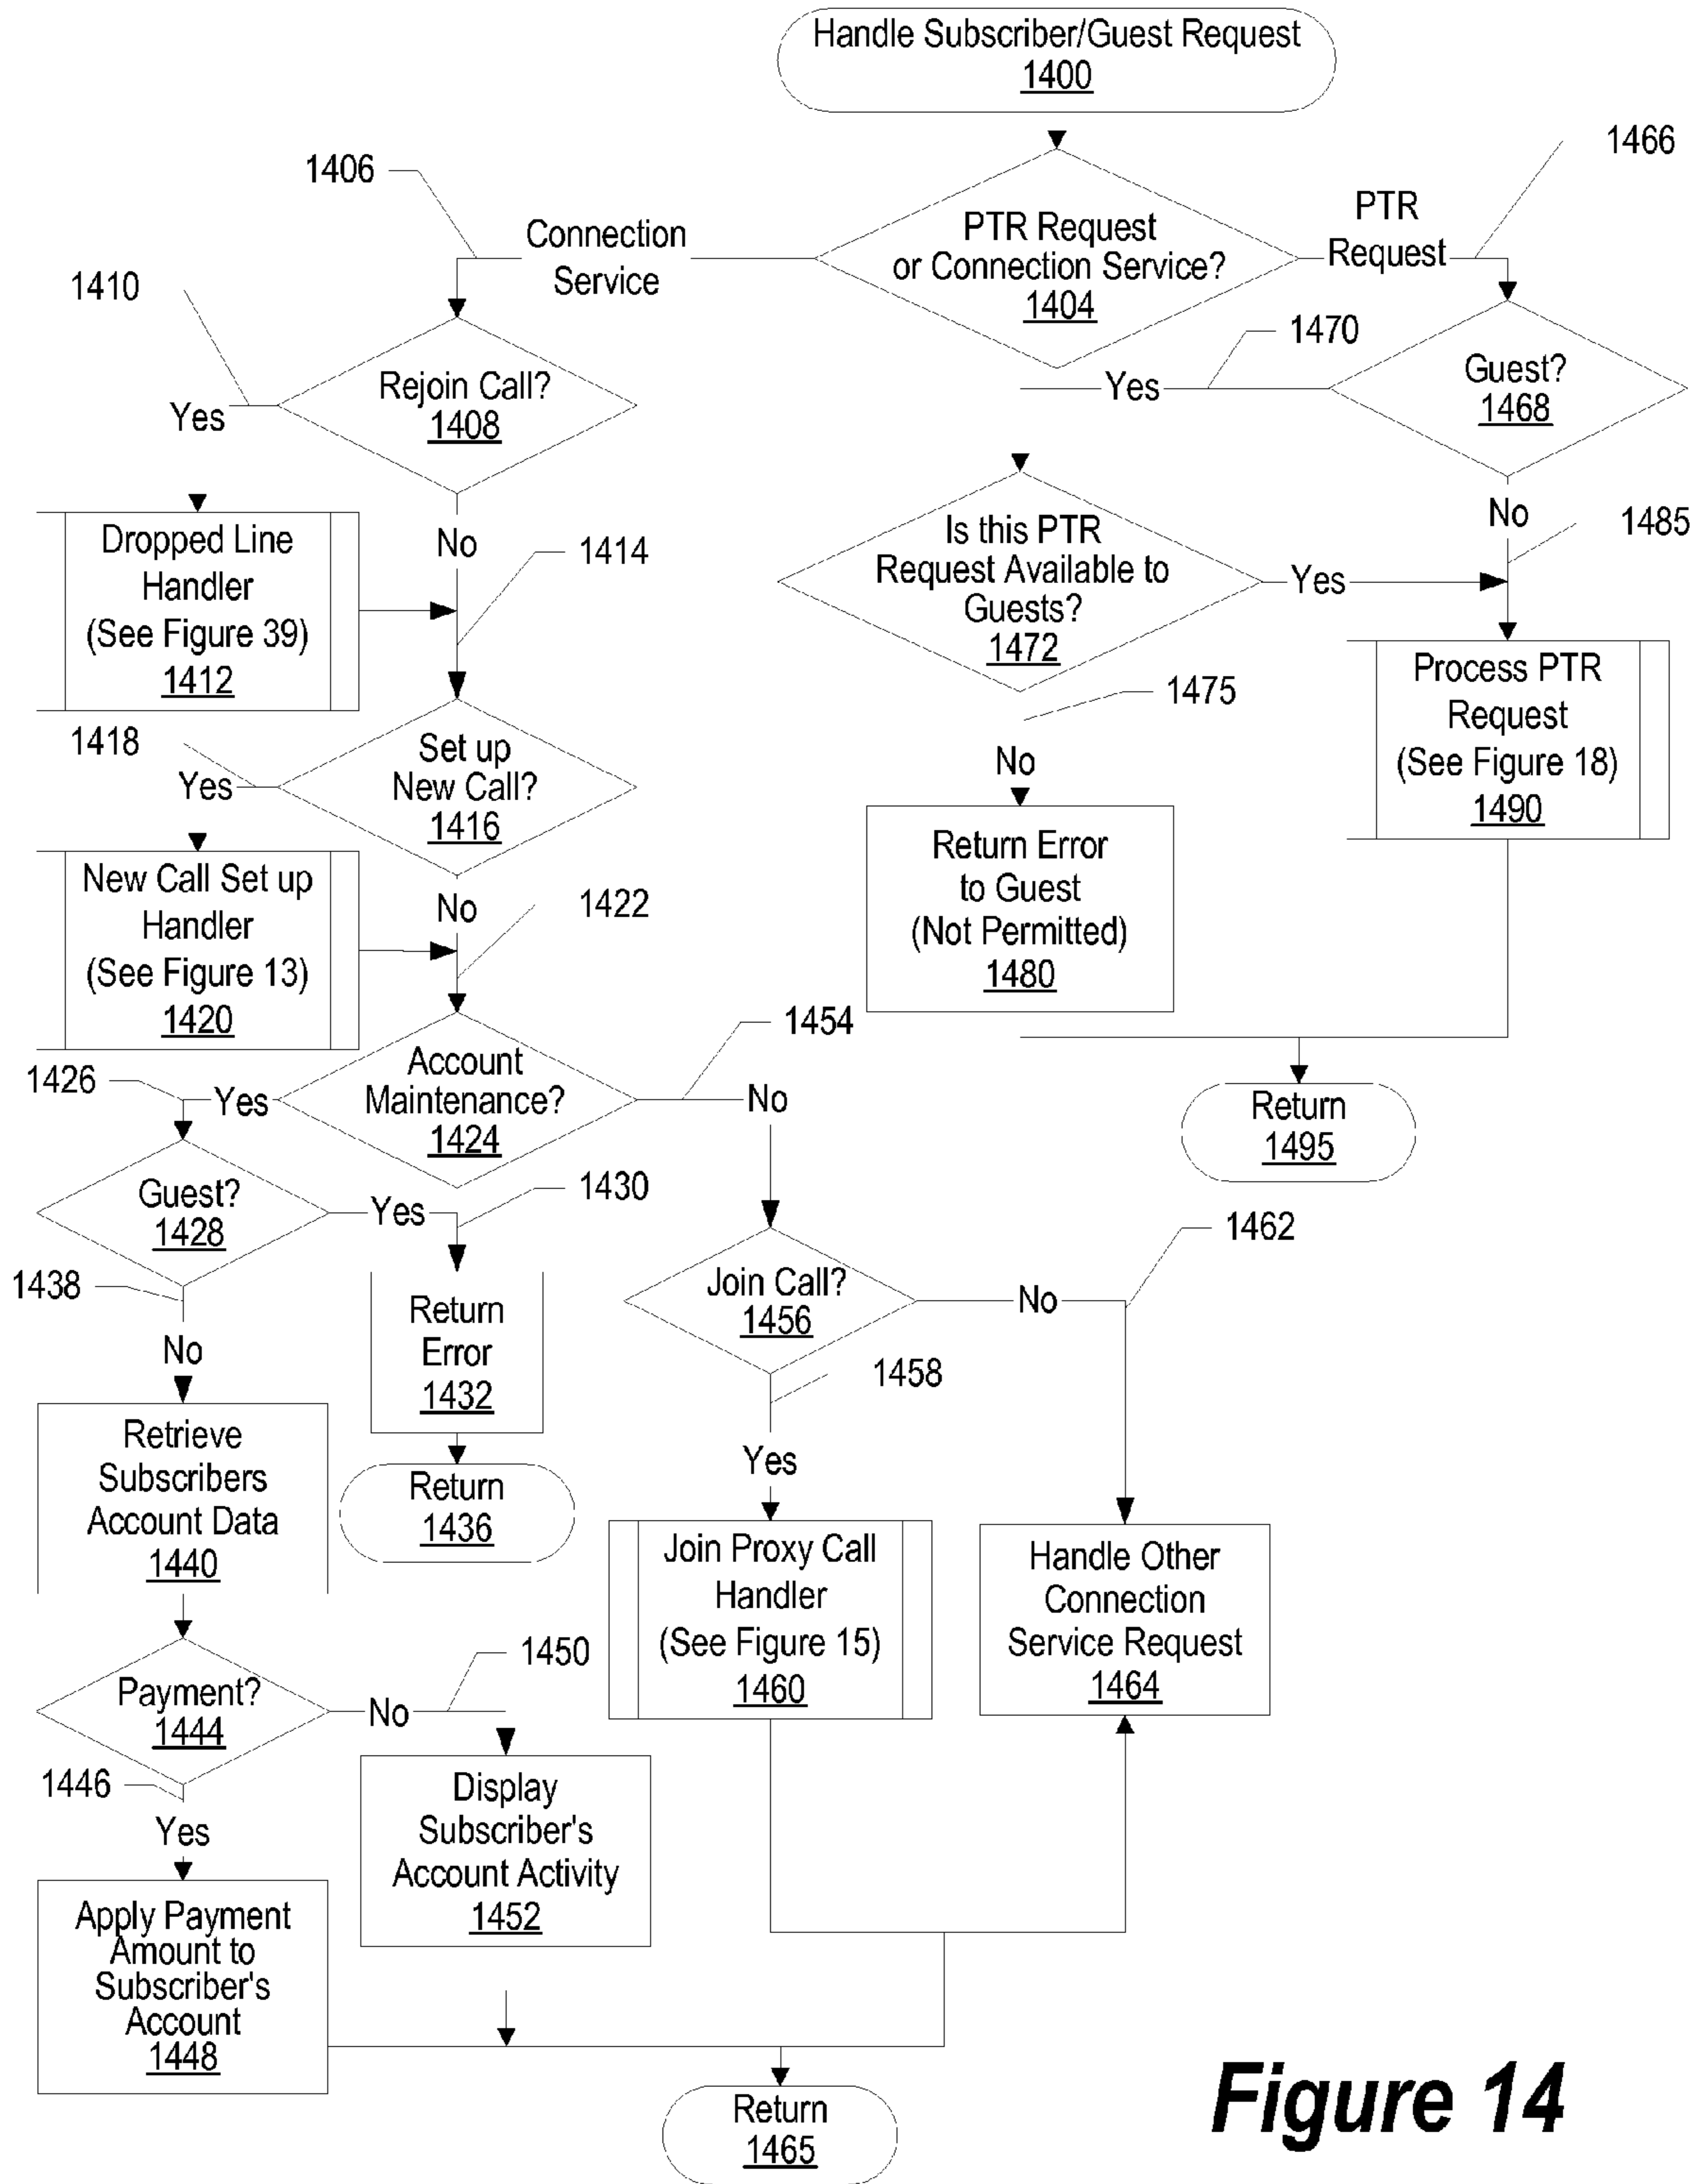 Handle Subscriber/Guest Request
1400
1466
1406
PTR Request
or Connection Service?
1404
PTR
Request
Connection
Service
1410
1470
Rejoin Call?
1408
Yes
Yes
Guest?
1468
No
1485
Dropped Line
Handler
(See Figure 39)
1412
No
1414
Is this PTR
Request Available to
Guests?
1472
Yes
1475
Process PTR
Request
(See Figure 18)
1490
1418
Yes
Set up
New Call?
1416
No
Return Error
to Guest
(Not Permitted)
1480
New Call Set up
Handler
(See Figure 13)
1420
No
1422
1454
Account
Maintenance?
1424
1426
Yes
No
Return
1495
Guest?
1428
Yes
1430
1462
1438
No
Return
Error
1432
Join Call?
1456
No
1458
Yes
Retrieve
Subscribers
Account Data
1440
Return
1436
Join Proxy Call
Handler
(See Figure 15)
1460
Handle Other
Connection
Service Request
1464
1450
Payment?
1444
No
1446
Yes
Display
Subscriber's
Account Activity
1452
Apply Payment
Amount to
Subscriber's
Account
1448
Return
1465
Figure 14